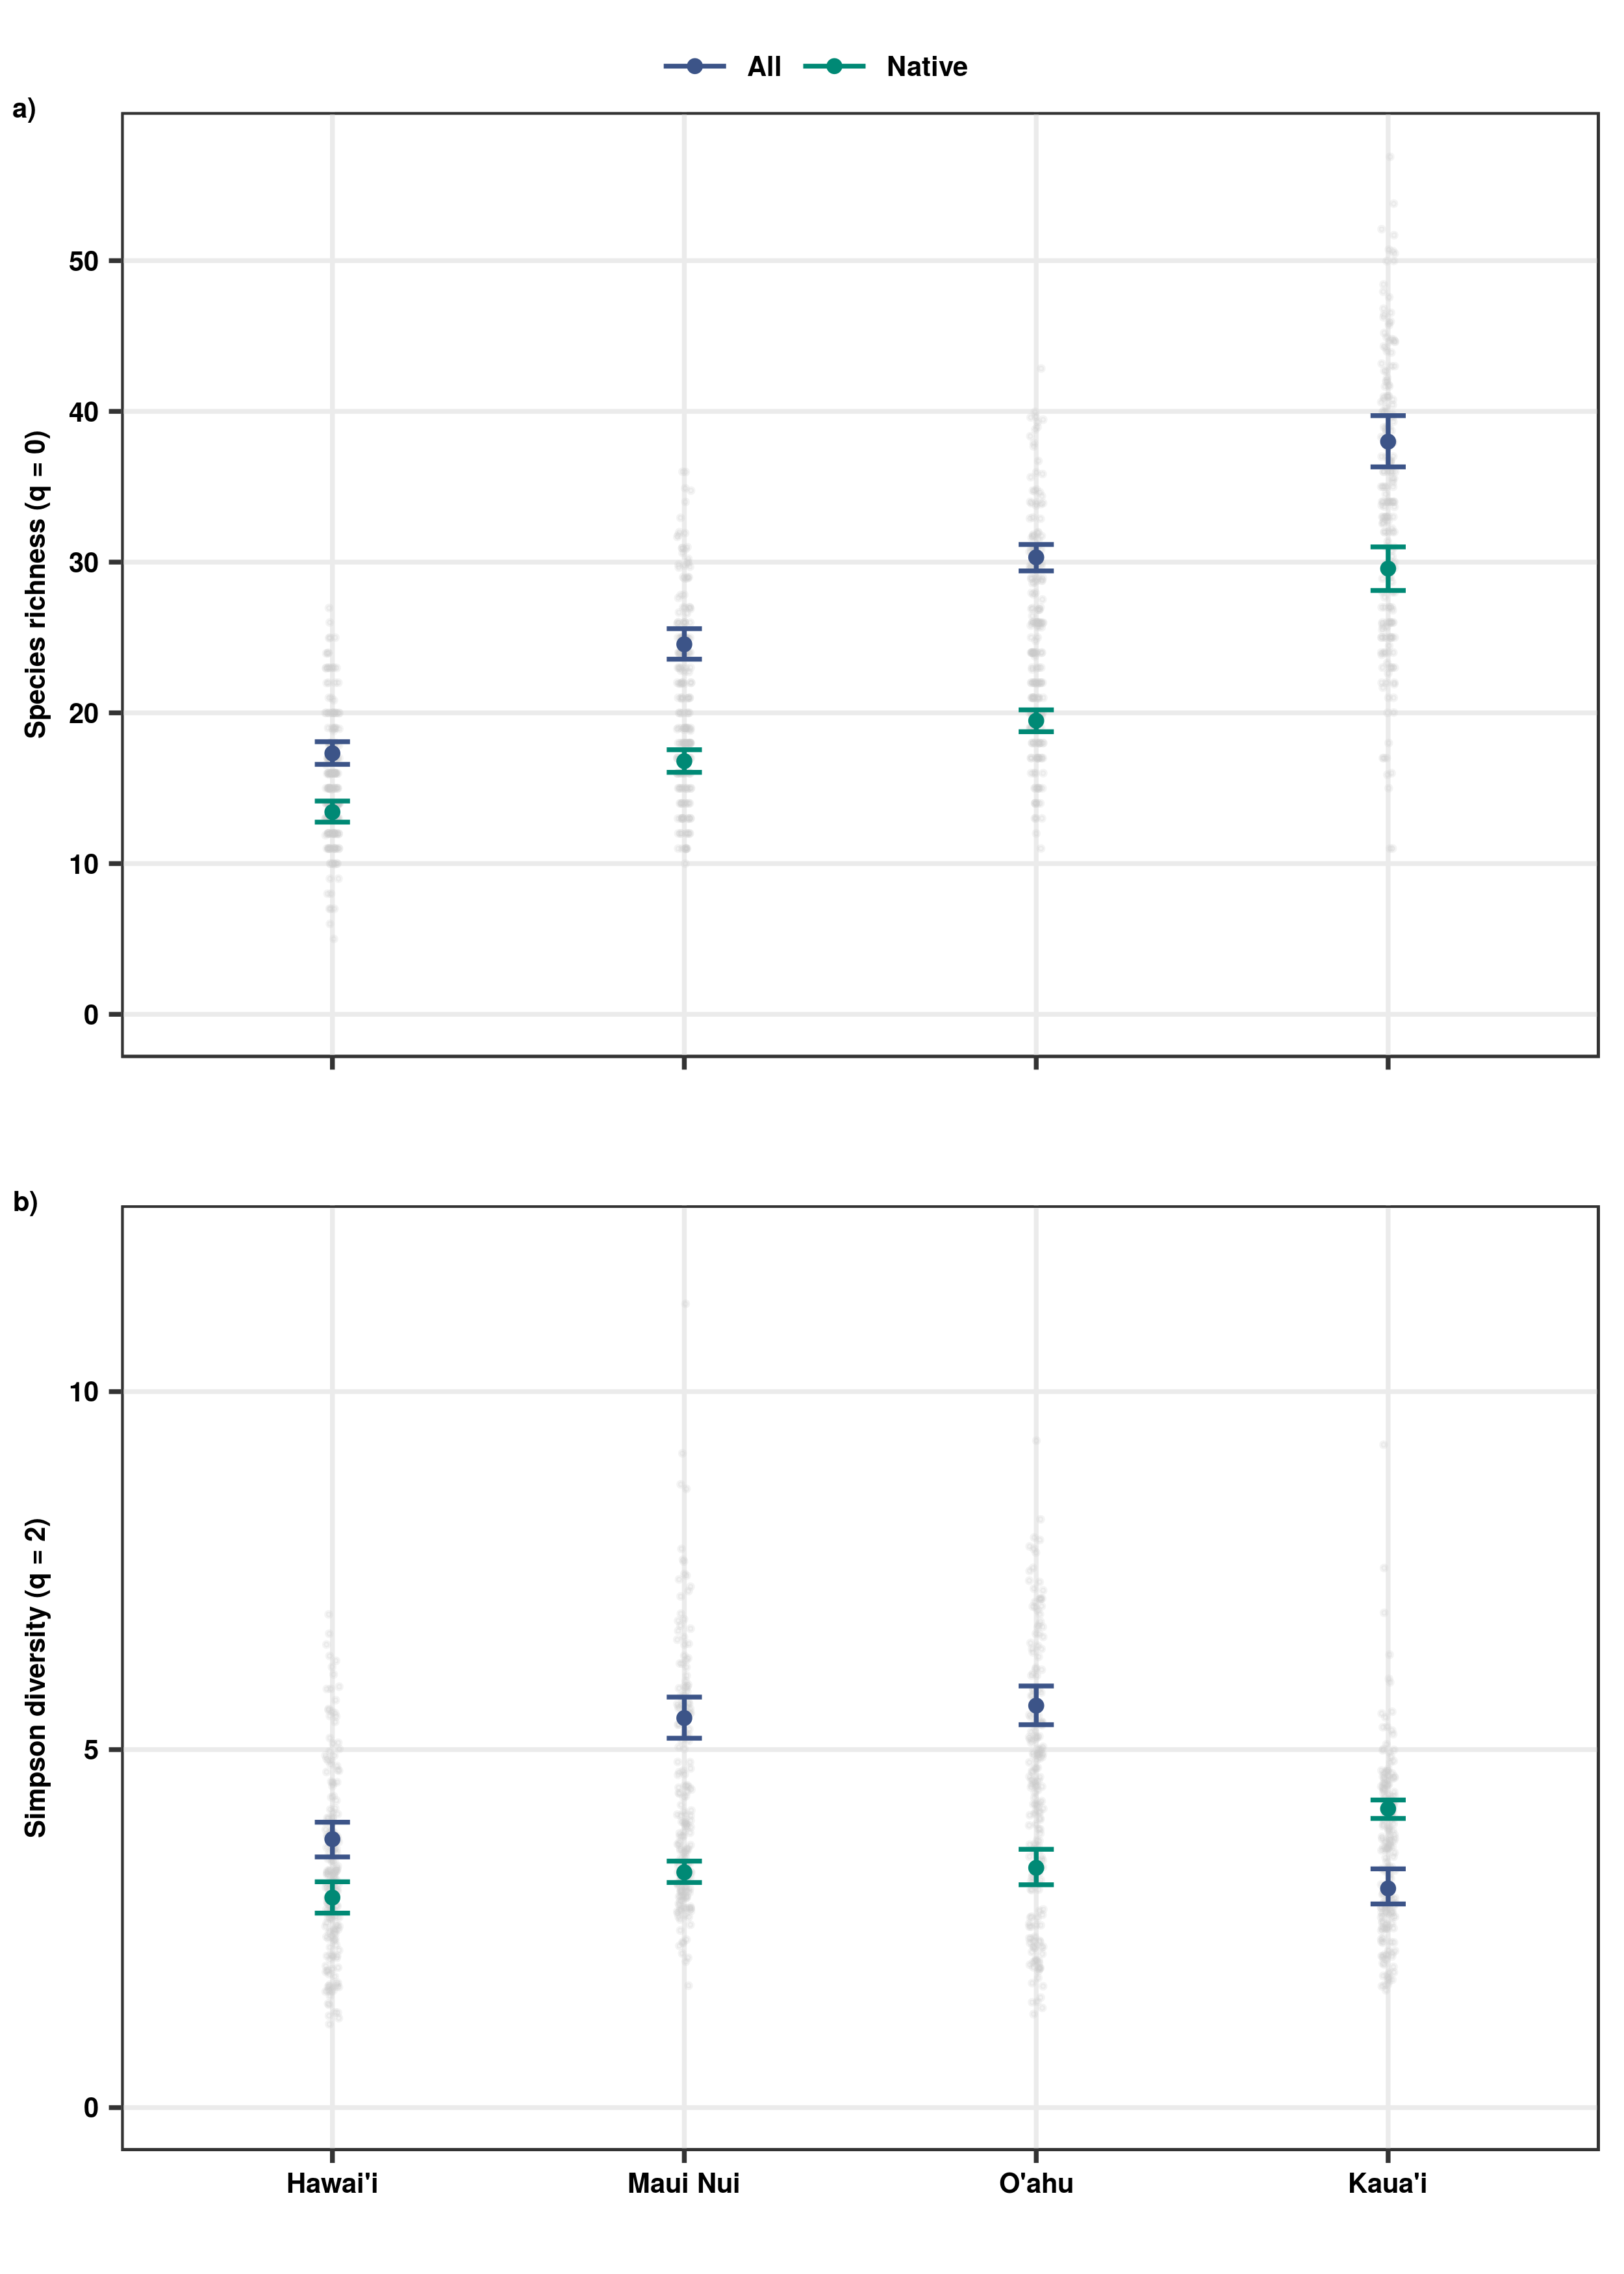 All Native
a)
Species richness (q = 0)
50
40
30
20
10
0
b)
Simpson diversity (q = 2)
10
5
0
Hawai'i Maui Nui O'ahu Kaua'i